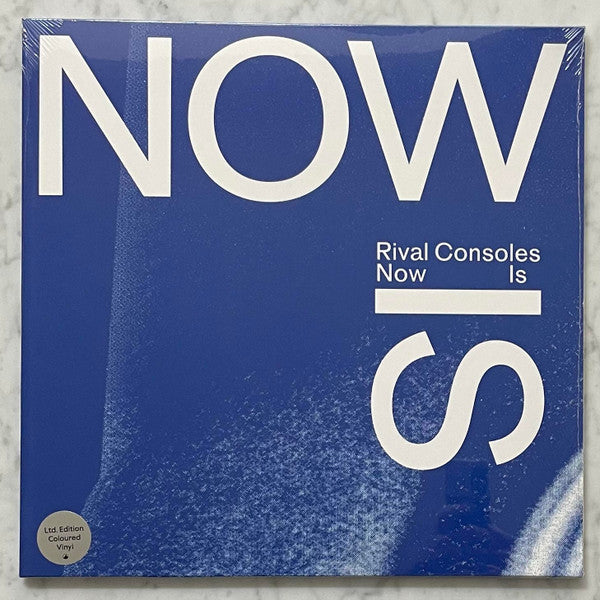 NOW
Rival Consoles
Now Is
IS
Ltd. Edition
Coloured
Vinyl